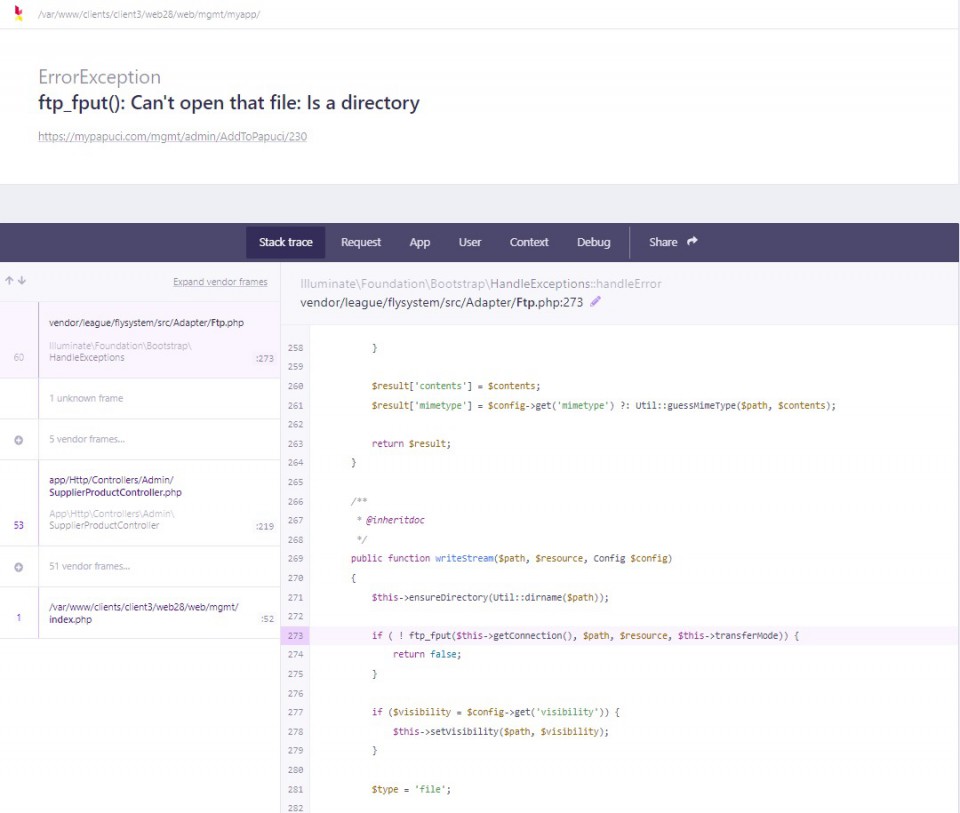 /var/www/clients/client3/web28/web/mgmt/myapp/
ErrorException
ftp_fput(): Can't open that file: Is a directory
https://mypapuci.com/mgmt/admin/AddToPapuci/230
Stack trace Request App User Context Debug Share
Expand vendor frames
vendor/league/flysystem/src/Adapter/Ftp.php
Illuminate\Foundation\Bootstrap\
60 HandleExceptions :273
1 unknown frame
5 vendor frames...
app/Http/Controllers/Admin/
SupplierProductController.php
App\Http\Controllers\Admin\
53 SupplierProductController :219
51 vendor frames...
/var/www/clients/client3/web28/web/mgmt/
1 index.php :52
Illuminate\Foundation\Bootstrap\HandleExceptions::handleError
vendor/league/flysystem/src/Adapter/Ftp.php:273
258 }
259
260 $result['contents'] = $contents;
261 $result['mimetype'] = $config->get('mimetype') ?: Util::guessMimeType($path, $contents);
262
263 return $result;
264 }
265
266 /**
267 * @inheritdoc
268 */
269 public function writeStream($path, $resource, Config $config)
270 {
271 $this->ensureDirectory(Util::dirname($path));
272
273 if ( ! ftp_fput($this->getConnection(), $path, $resource, $this->transferMode)) {
274 return false;
275 }
276
277 if ($visibility = $config->get('visibility')) {
278 $this->setVisibility($path, $visibility);
279 }
280
281 $type = 'file';
282